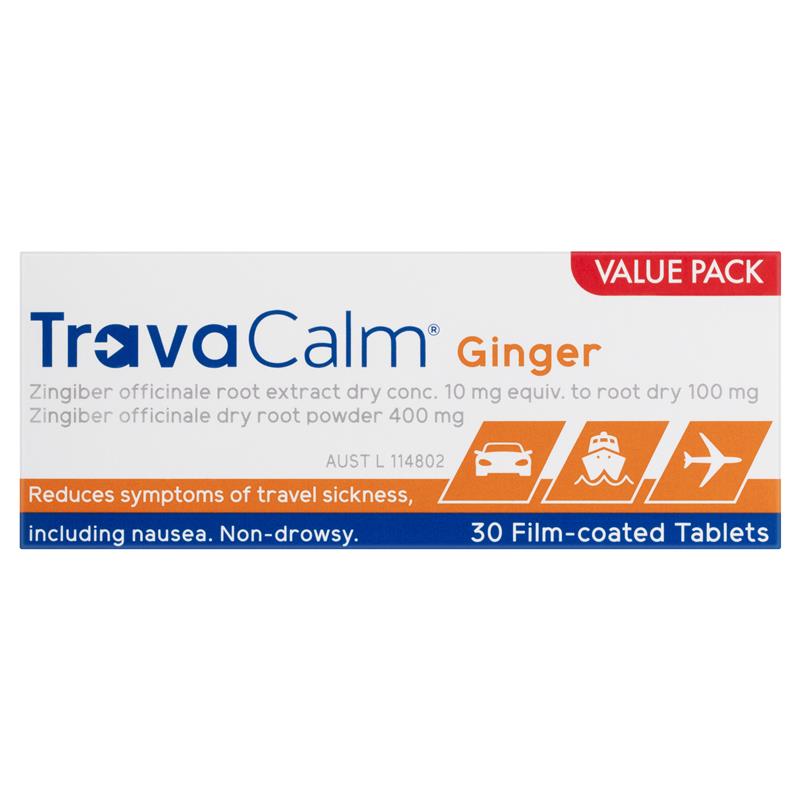 VALUE PACK
TravaCalm® Ginger
Zingiber officinale root extract dry conc. 10 mg equiv. to root dry 100 mg
Zingiber officinale dry root powder 400 mg
AUST L 114802
Reduces symptoms of travel sickness,
including nausea. Non-drowsy.
30 Film-coated Tablets